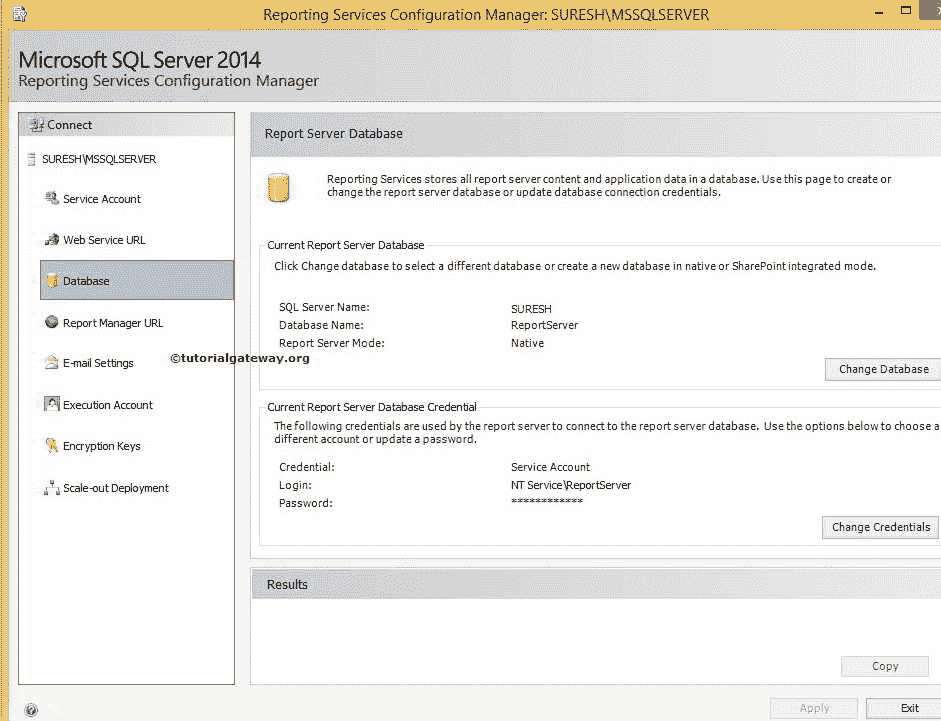 Reporting Services Configuration Manager: SURESH\MSSQLSERVER
Microsoft SQL Server 2014
Reporting Services Configuration Manager
Connect
SURESH\MSSQLSERVER
Service Account
Web Service URL
Database
Report Manager URL
E-mail Settings
Execution Account
Encryption Keys
Scale-out Deployment
©tutorialgateway.org
Report Server Database
Reporting Services stores all report server content and application data in a database. Use this page to create or
change the report server database or update database connection credentials.
Current Report Server Database
Click Change database to select a different database or create a new database in native or SharePoint integrated mode.
SQL Server Name: SURESH
Database Name: ReportServer
Report Server Mode: Native
Change Database
Current Report Server Database Credential
The following credentials are used by the report server to connect to the report server database. Use the options below to choose a
different account or update a password.
Credential: Service Account
Login: NT Service\ReportServer
Password: ************
Change Credentials
Results
Copy
Apply
Exit